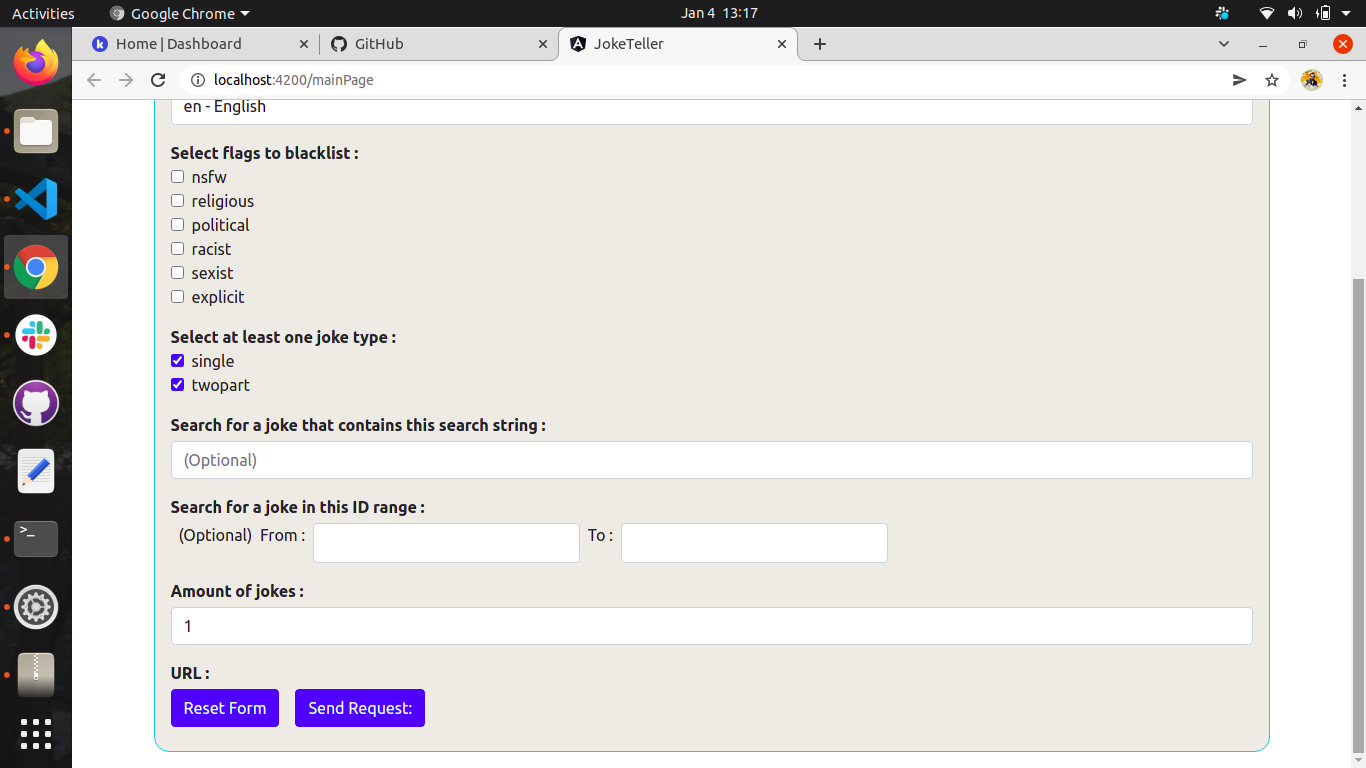 Activities Google Chrome Jan 4 13:17
Home | Dashboard GitHub JokeTeller
localhost:4200/mainPage
en - English
Select flags to blacklist :
nsfw
religious
political
racist
sexist
explicit
Select at least one joke type :
single
twopart
Search for a joke that contains this search string :
(Optional)
Search for a joke in this ID range :
(Optional) From : To :
Amount of jokes :
1
URL :
Reset Form Send Request: